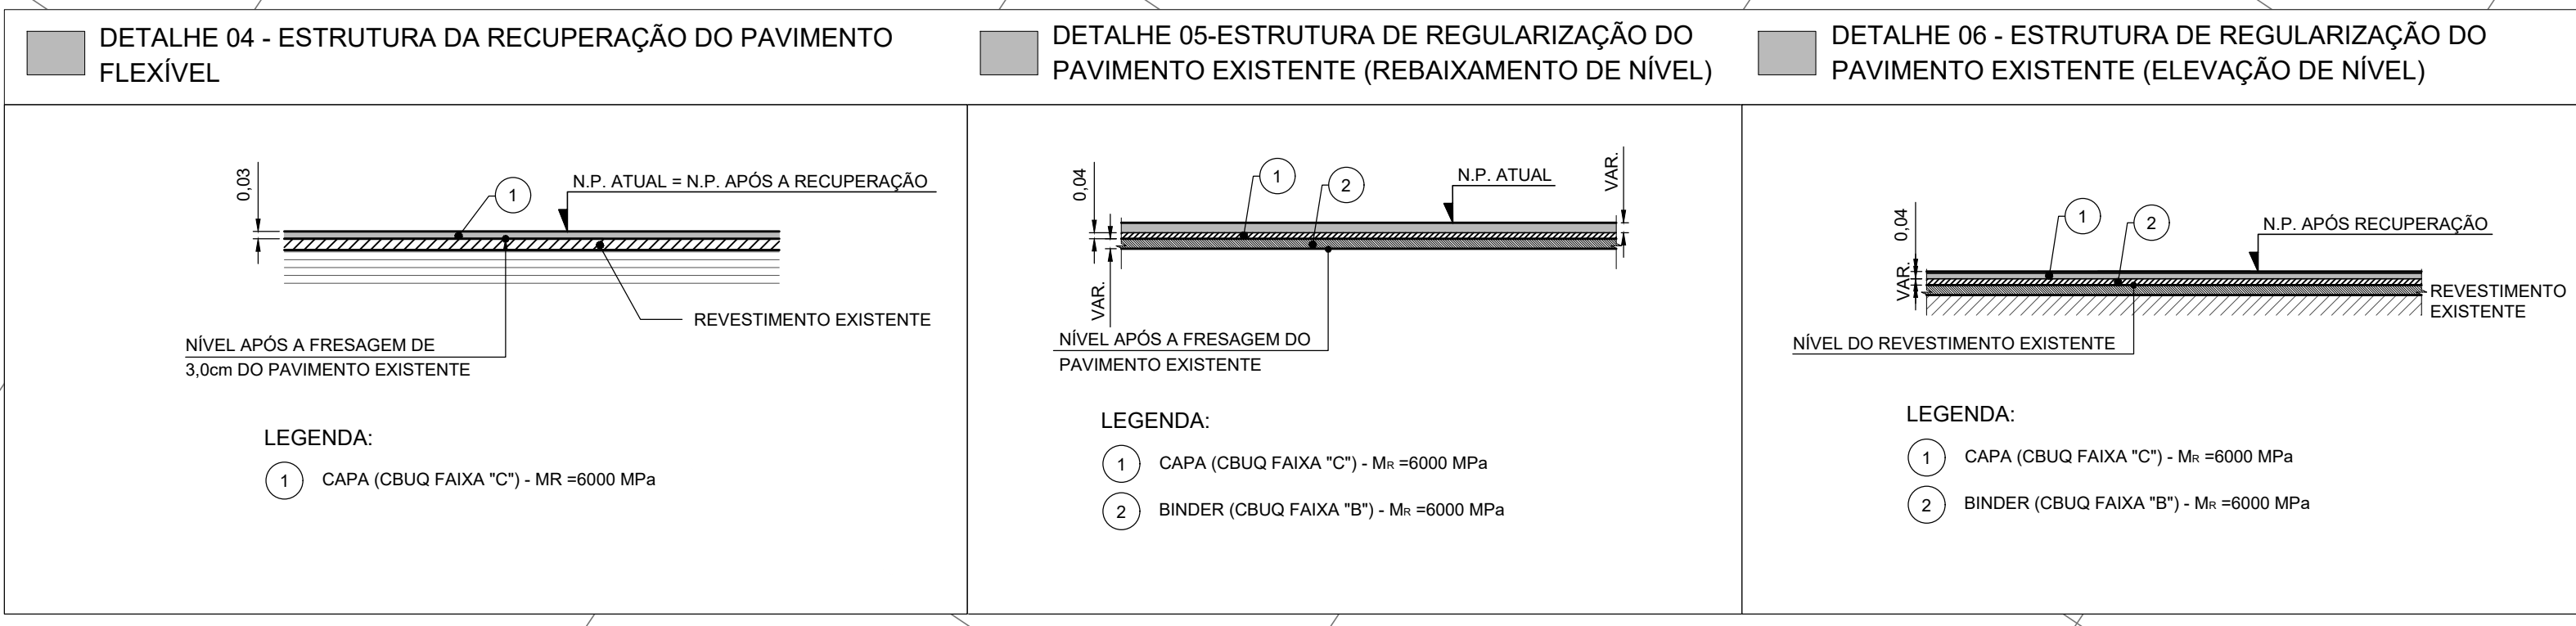 DETALHE 04 - ESTRUTURA DA RECUPERAÇÃO DO PAVIMENTO
FLEXÍVEL
0,03
1
N.P. ATUAL = N.P. APÓS A RECUPERAÇÃO
REVESTIMENTO EXISTENTE
NÍVEL APÓS A FRESAGEM DE
3,0cm DO PAVIMENTO EXISTENTE
LEGENDA:
1 CAPA (CBUQ FAIXA "C") - MR =6000 MPa
DETALHE 05-ESTRUTURA DE REGULARIZAÇÃO DO
PAVIMENTO EXISTENTE (REBAIXAMENTO DE NÍVEL)
0,04
1
2
N.P. ATUAL
VAR.
VAR.
NÍVEL APÓS A FRESAGEM DO
PAVIMENTO EXISTENTE
LEGENDA:
1 CAPA (CBUQ FAIXA "C") - MR =6000 MPa
2 BINDER (CBUQ FAIXA "B") - MR =6000 MPa
DETALHE 06 - ESTRUTURA DE REGULARIZAÇÃO DO
PAVIMENTO EXISTENTE (ELEVAÇÃO DE NÍVEL)
0,04
VAR.
1
2
N.P. APÓS RECUPERAÇÃO
REVESTIMENTO
EXISTENTE
NÍVEL DO REVESTIMENTO EXISTENTE
LEGENDA:
1 CAPA (CBUQ FAIXA "C") - MR =6000 MPa
2 BINDER (CBUQ FAIXA "B") - MR =6000 MPa